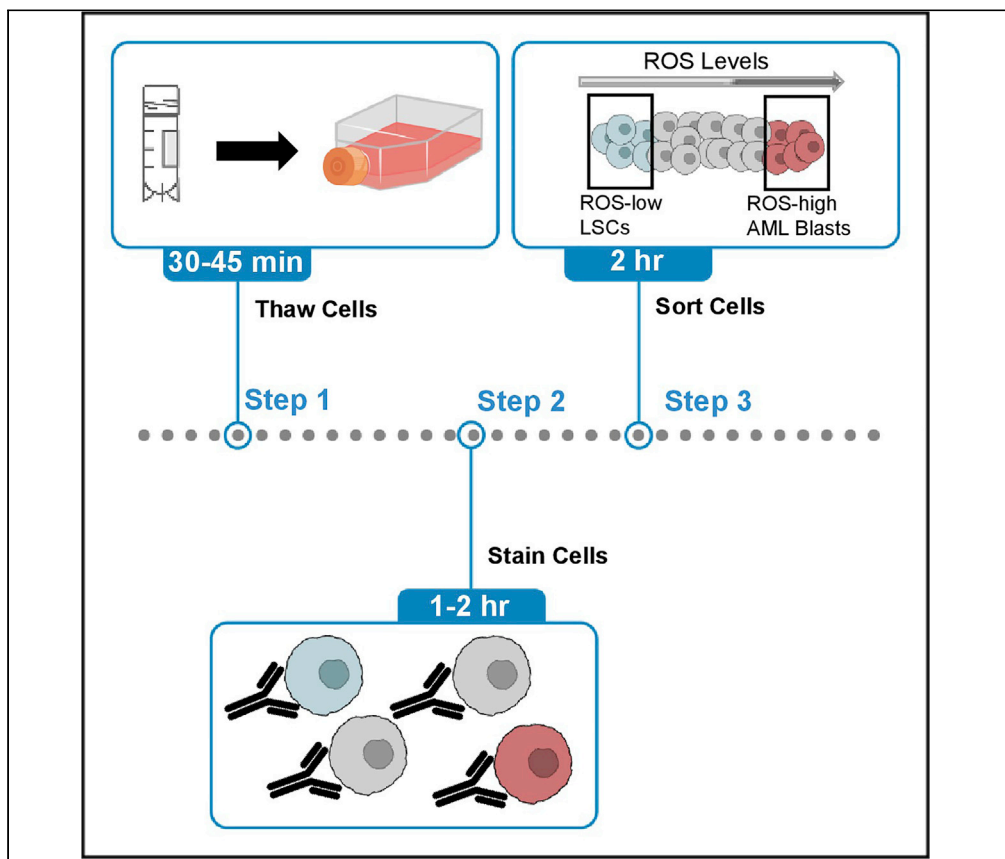 ROS Levels
ROS-low
LSCs
ROS-high
AML Blasts
30-45 min
2 hr
Thaw Cells
Sort Cells
Step 1
Step 2
Step 3
Stain Cells
1-2 hr